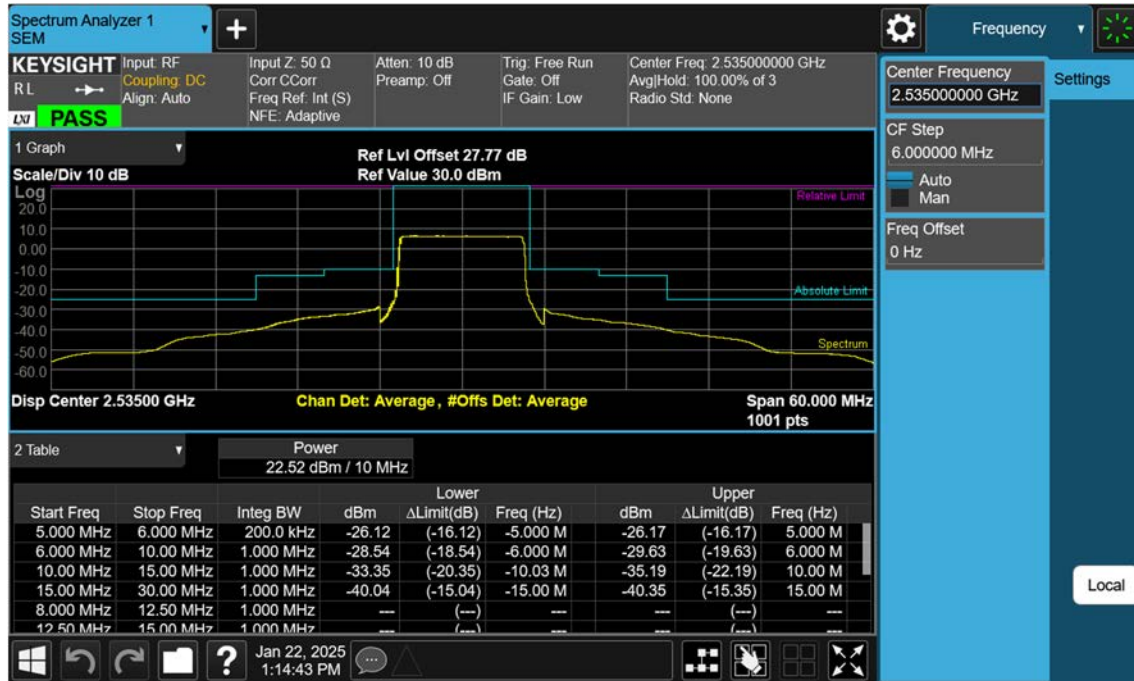 Spectrum Analyzer 1
SEM
Frequency
KEYSIGHT
RL
LXI
PASS
Input: RF
Coupling: DC
Align: Auto
Input Z: 50 Ω
Corr CCorr
Freq Ref: Int (S)
NFE: Adaptive
Atten: 10 dB
Preamp: Off
Trig: Free Run
Gate: Off
IF Gain: Low
Center Freq: 2.535000000 GHz
Avg|Hold: 100.00% of 3
Radio Std: None
Center Frequency
2.535000000 GHz
Settings
CF Step
6.000000 MHz
Auto
Man
Freq Offset
0 Hz
1 Graph
Scale/Div 10 dB
Ref Lvl Offset 27.77 dB
Ref Value 30.0 dBm
Log
20.0
10.0
0.00
-10.0
-20.0
-30.0
-40.0
-50.0
-60.0
Relative Limit
Absolute Limit
Spectrum
Disp Center 2.53500 GHz
Chan Det: Average, #Offs Det: Average
Span 60.000 MHz
1001 pts
2 Table
Power
22.52 dBm / 10 MHz
Lower Upper
Start Freq Stop Freq Integ BW dBm ΔLimit(dB) Freq (Hz) dBm ΔLimit(dB) Freq (Hz)
5.000 MHz 6.000 MHz 200.0 kHz -26.12 (-16.12) -5.000 M -26.17 (-16.17) 5.000 M
6.000 MHz 10.00 MHz 1.000 MHz -28.54 (-18.54) -6.000 M -29.63 (-19.63) 6.000 M
10.00 MHz 15.00 MHz 1.000 MHz -33.35 (-20.35) -10.03 M -35.19 (-22.19) 10.00 M
15.00 MHz 30.00 MHz 1.000 MHz -40.04 (-15.04) -15.00 M -40.35 (-15.35) 15.00 M
8.000 MHz 12.50 MHz 1.000 MHz --- (---) --- --- (---) ---
12.50 MHz 15.00 MHz 1.000 MHz --- (---) --- --- (---) ---
Local
?
Jan 22, 2025
1:14:43 PM